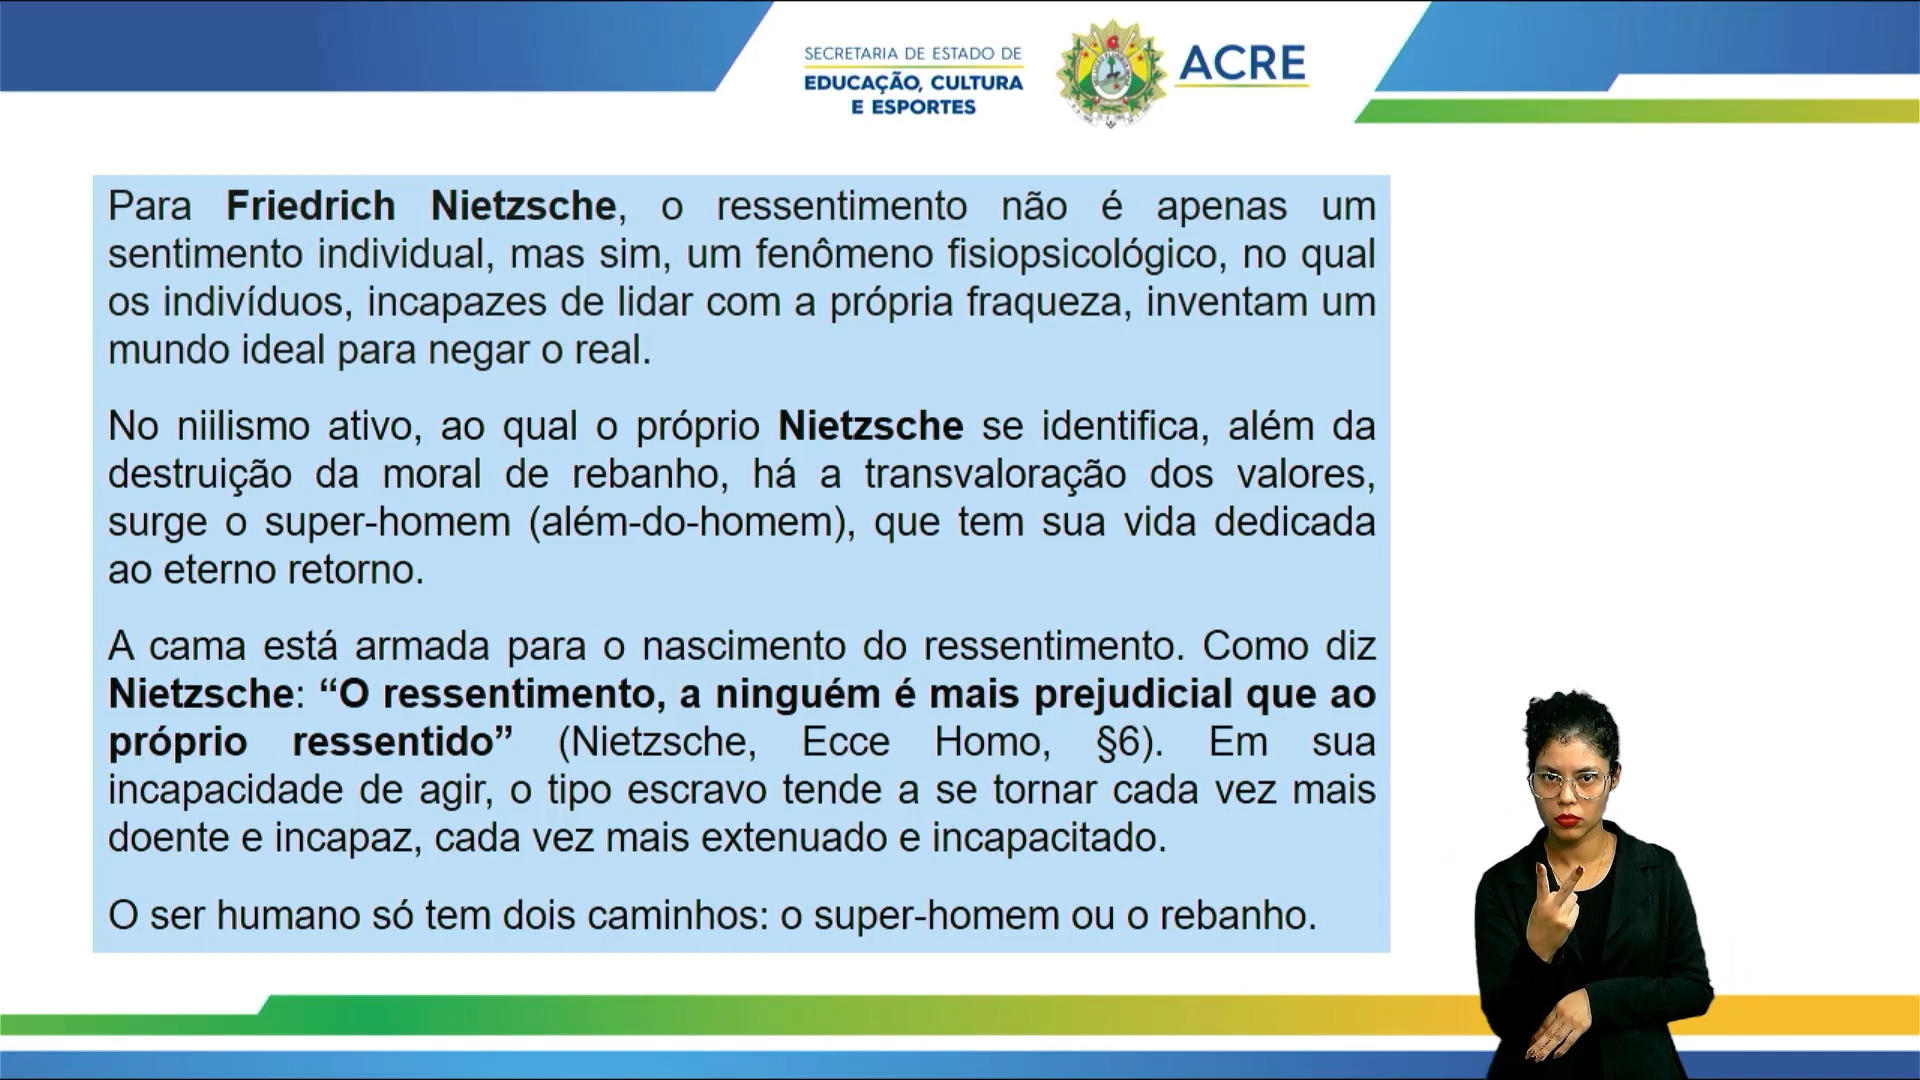 SECRETARIA DE ESTADO DE
EDUCAÇÃO, CULTURA
E ESPORTES
ACRE
Para Friedrich Nietzsche, o ressentimento não é apenas um
sentimento individual, mas sim, um fenômeno fisiopsicológico, no qual
os indivíduos, incapazes de lidar com a própria fraqueza, inventam um
mundo ideal para negar o real.
No niilismo ativo, ao qual o próprio Nietzsche se identifica, além da
destruição da moral de rebanho, há a transvaloração dos valores,
surge o super-homem (além-do-homem), que tem sua vida dedicada
ao eterno retorno.
A cama está armada para o nascimento do ressentimento. Como diz
Nietzsche: “O ressentimento, a ninguém é mais prejudicial que ao
próprio ressentido” (Nietzsche, Ecce Homo, §6). Em sua
incapacidade de agir, o tipo escravo tende a se tornar cada vez mais
doente e incapaz, cada vez mais extenuado e incapacitado.
O ser humano só tem dois caminhos: o super-homem ou o rebanho.